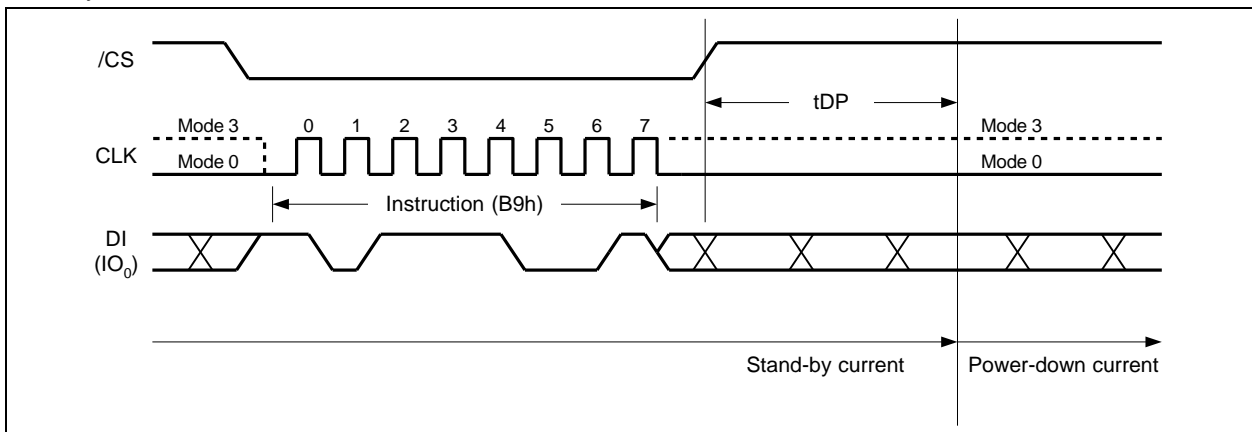 /CS
tDP
Mode 3 0 1 2 3 4 5 6 7 Mode 3
CLK
Mode 0 Mode 0
Instruction (B9h)
DI
(IO₀)
Stand-by current Power-down current